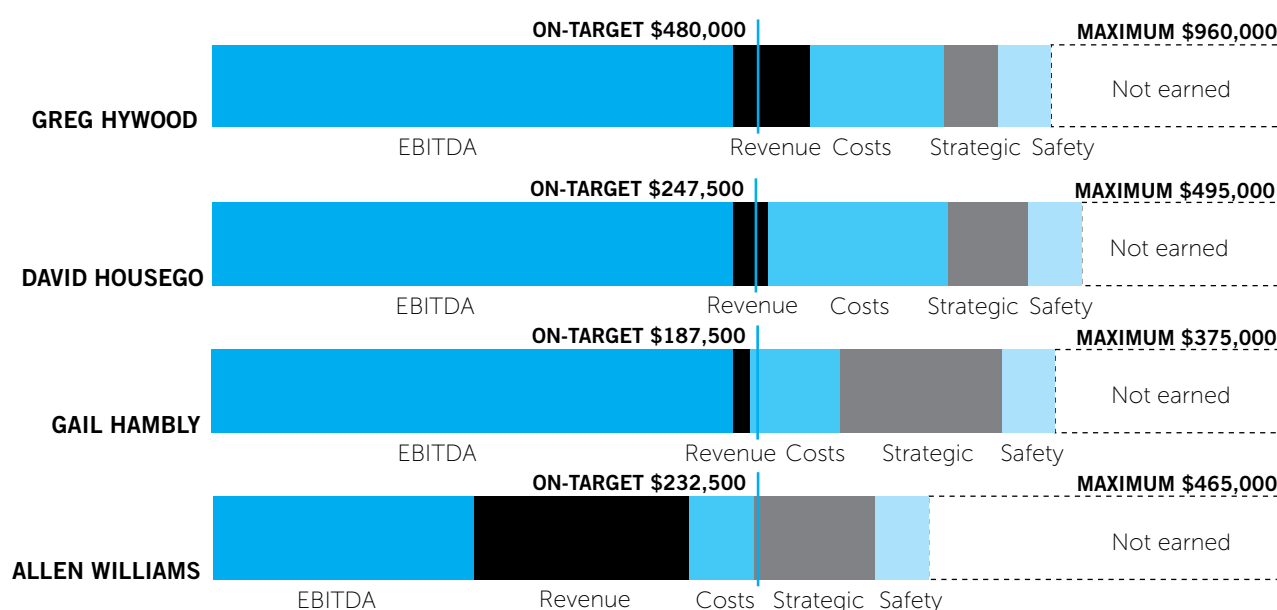 ON-TARGET $480,000 MAXIMUM $960,000
Not earned
GREG HYWOOD
EBITDA Revenue Costs Strategic Safety
ON-TARGET $247,500 MAXIMUM $495,000
Not earned
DAVID HOUSEGO
EBITDA Revenue Costs Strategic Safety
ON-TARGET $187,500 MAXIMUM $375,000
Not earned
GAIL HAMBLY
EBITDA Revenue Costs Strategic Safety
ON-TARGET $232,500 MAXIMUM $465,000
Not earned
ALLEN WILLIAMS
EBITDA Revenue Costs Strategic Safety